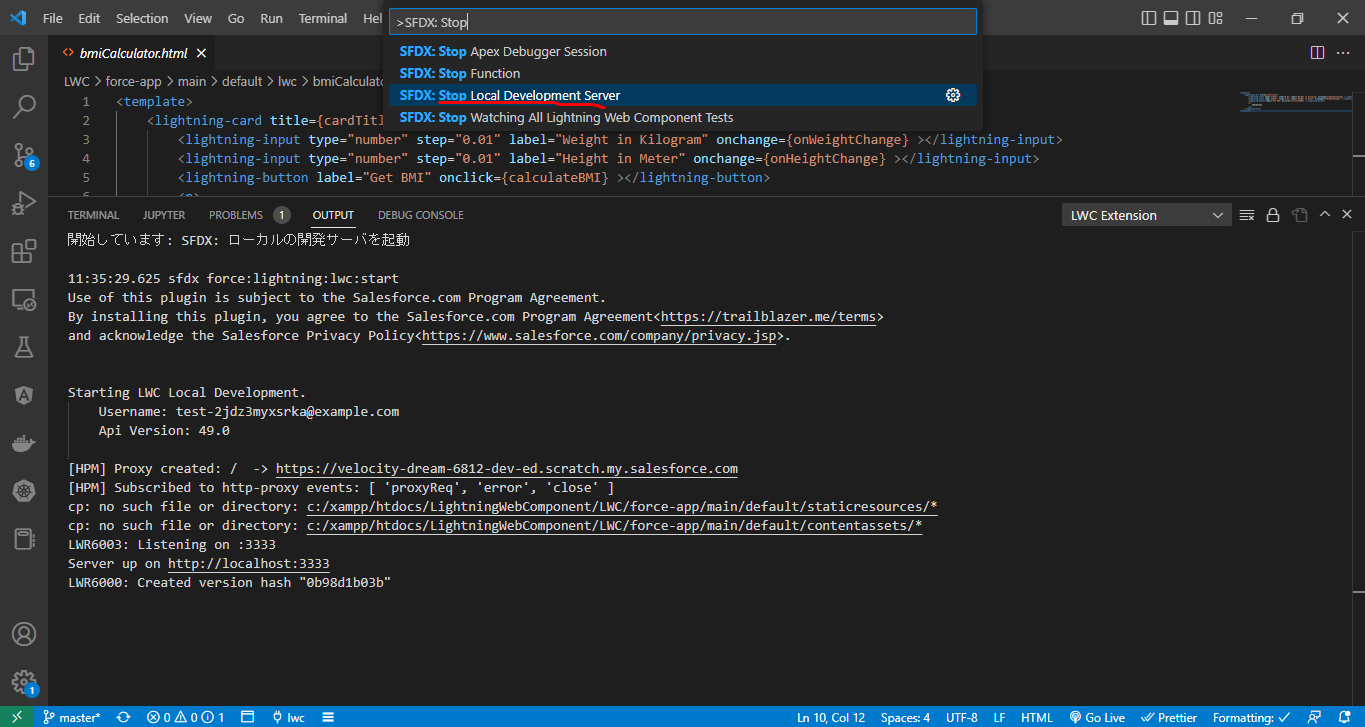 File Edit Selection View Go Run Terminal Hel
>SFDX: Stop
SFDX: Stop Apex Debugger Session
SFDX: Stop Function
SFDX: Stop Local Development Server
SFDX: Stop Watching All Lightning Web Component Tests
<> bmiCalculator.html
LWC > force-app > main > default > lwc > bmiCalculato
1 <template>
2 <lightning-card title={cardTitl
3 <lightning-input type="number" step="0.01" label="Weight in Kilogram" onchange={onWeightChange} ></lightning-input>
4 <lightning-input type="number" step="0.01" label="Height in Meter" onchange={onHeightChange} ></lightning-input>
5 <lightning-button label="Get BMI" onclick={calculateBMI} ></lightning-button>
6 <p>
TERMINAL JUPYTER PROBLEMS 1 OUTPUT DEBUG CONSOLE LWC Extension
開始しています: SFDX: ローカルの開発サーバを起動
11:35:29.625 sfdx force:lightning:lwc:start
Use of this plugin is subject to the Salesforce.com Program Agreement.
By installing this plugin, you agree to the Salesforce.com Program Agreement<https://trailblazer.me/terms>
and acknowledge the Salesforce Privacy Policy<https://www.salesforce.com/company/privacy.jsp>.
Starting LWC Local Development.
Username: test-2jdz3myxsrka@example.com
Api Version: 49.0
[HPM] Proxy created: /  -> https://velocity-dream-6812-dev-ed.scratch.my.salesforce.com
[HPM] Subscribed to http-proxy events: [ 'proxyReq', 'error', 'close' ]
cp: no such file or directory: c:/xampp/htdocs/LightningWebComponent/LWC/force-app/main/default/staticresources/*
cp: no such file or directory: c:/xampp/htdocs/LightningWebComponent/LWC/force-app/main/default/contentassets/*
LWR6003: Listening on :3333
Server up on http://localhost:3333
LWR6000: Created version hash "0b98d1b03b"
6
1
master* 0 0 1 lwc Ln 10, Col 12 Spaces: 4 UTF-8 LF HTML Go Live Prettier Formatting: ✓